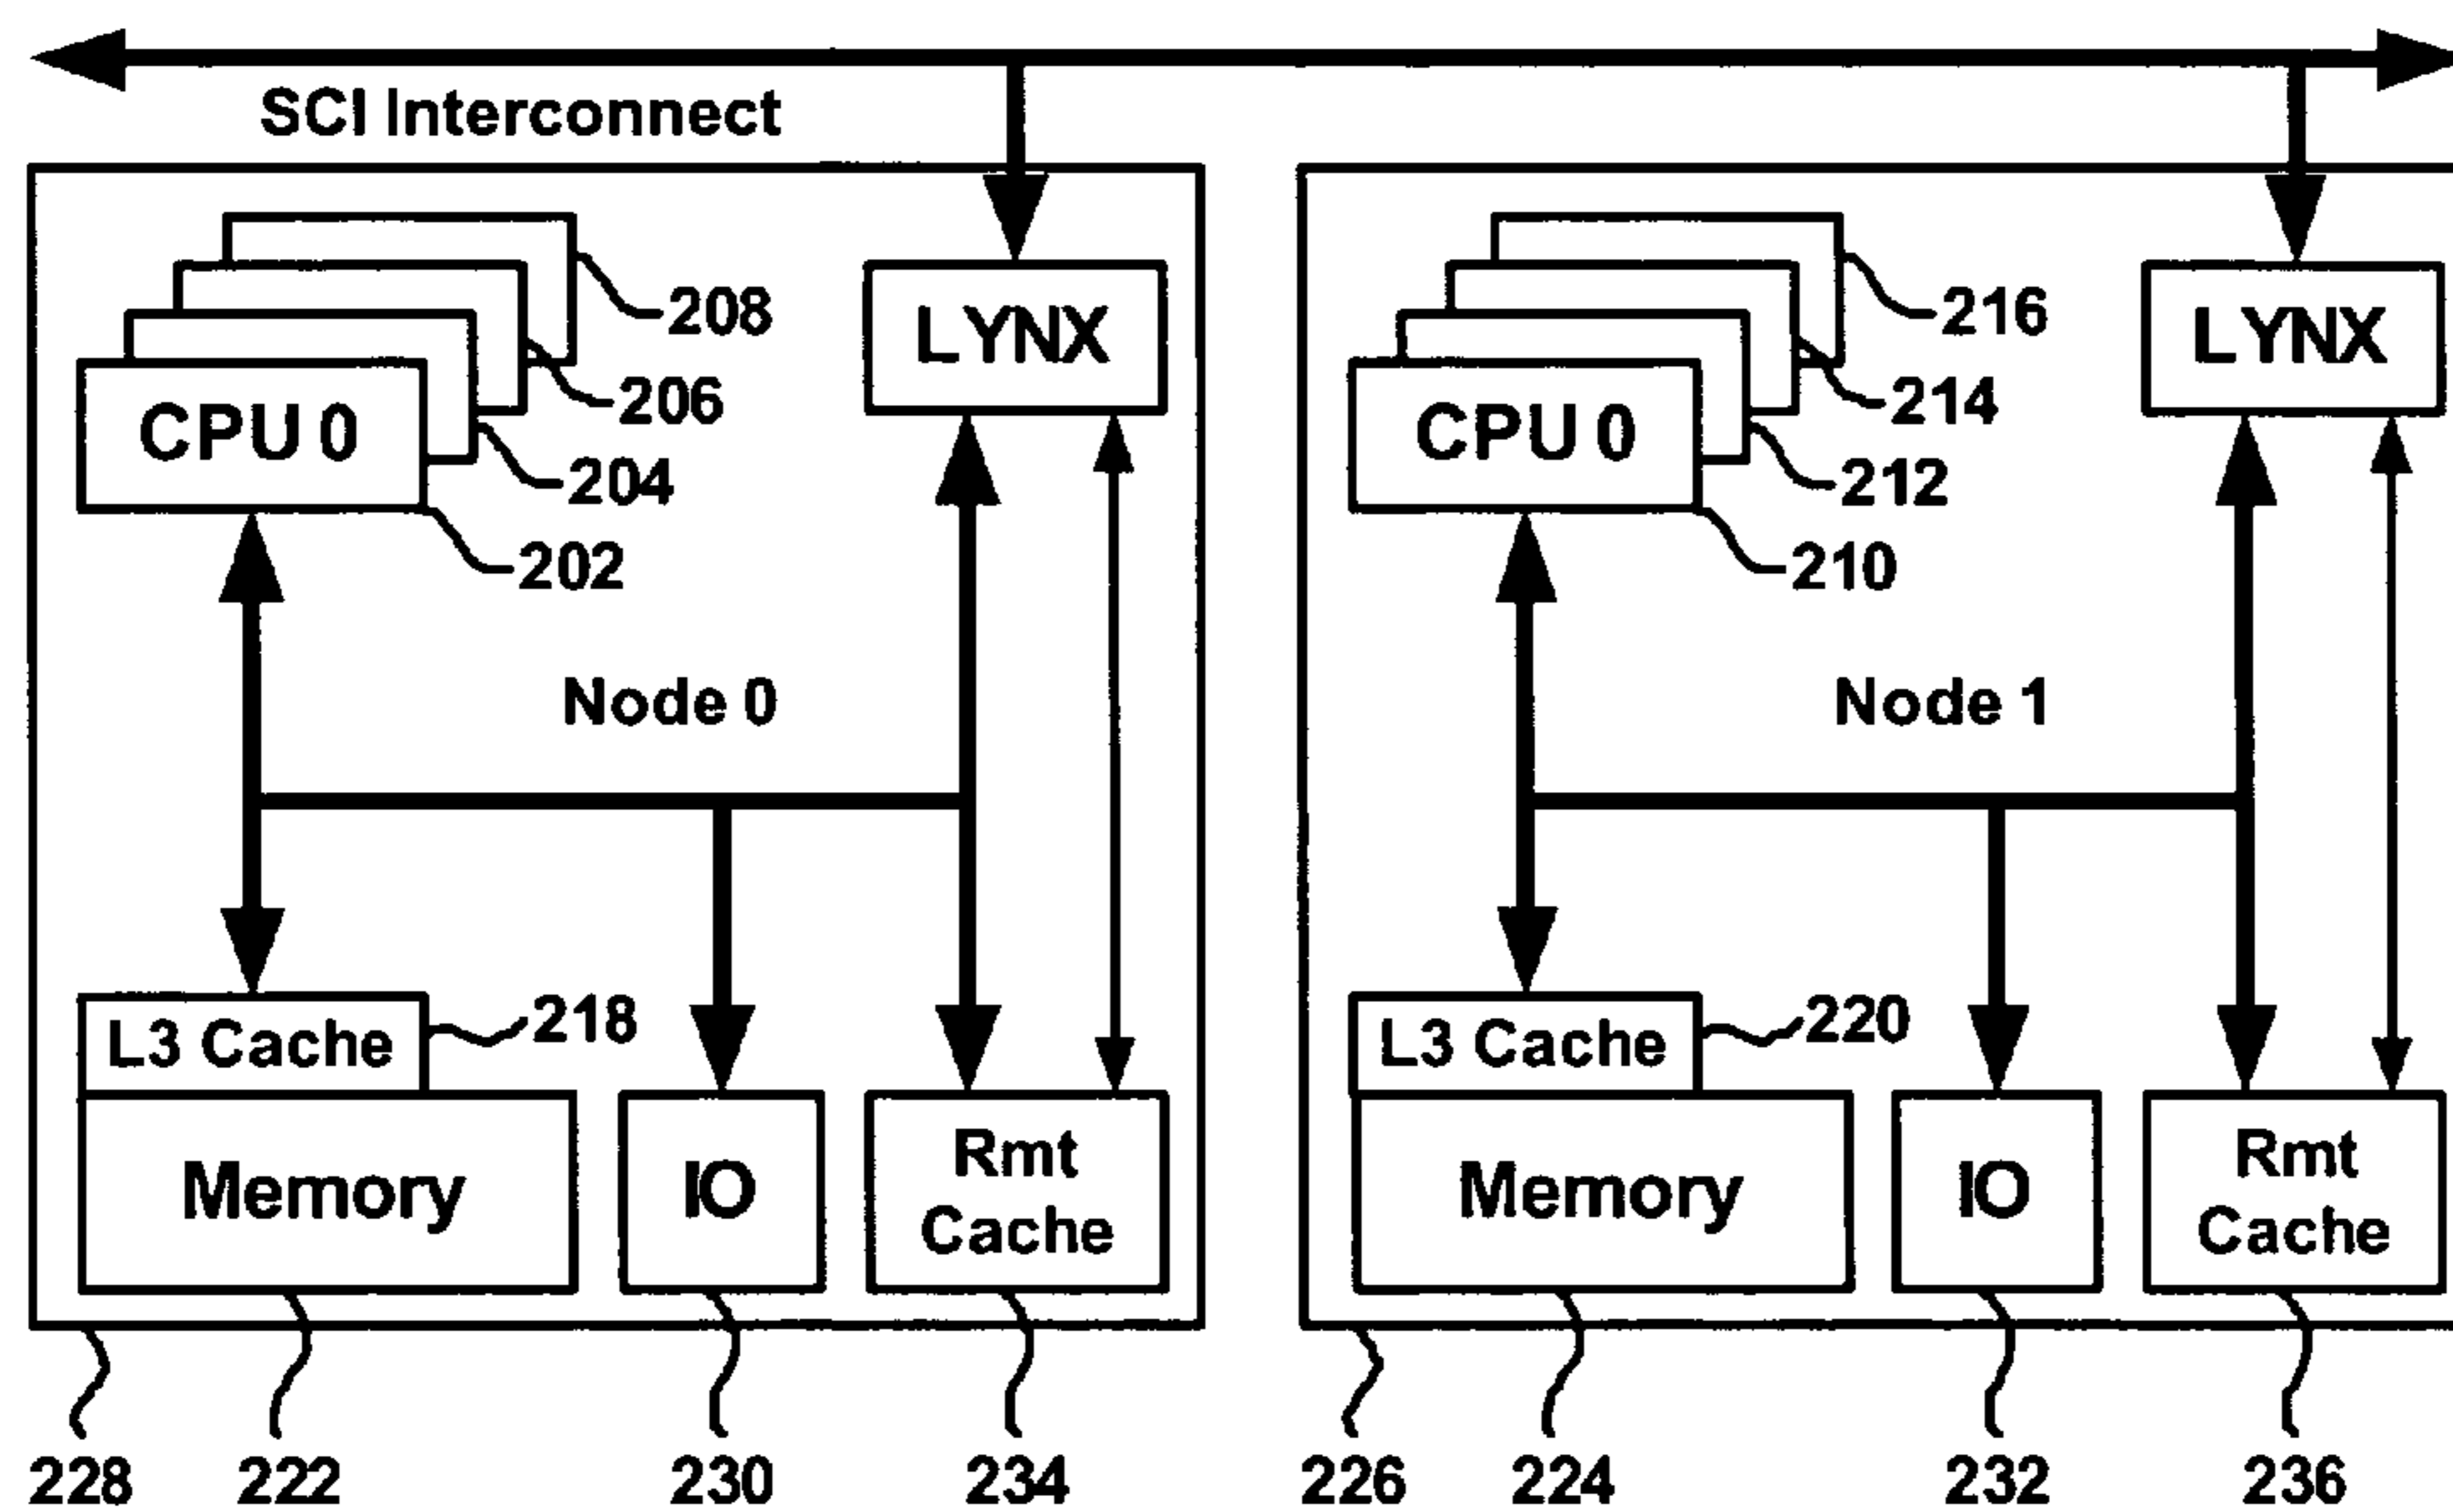 SCI Interconnect
208
LYNX
206
CPU 0
204
202
Node 0
L3 Cache
218
Memory
IO
Rmt
Cache
228
222
230
234
216
LYNX
214
CPU 0
212
210
Node 1
L3 Cache
220
Memory
IO
Rmt
Cache
226
224
232
236